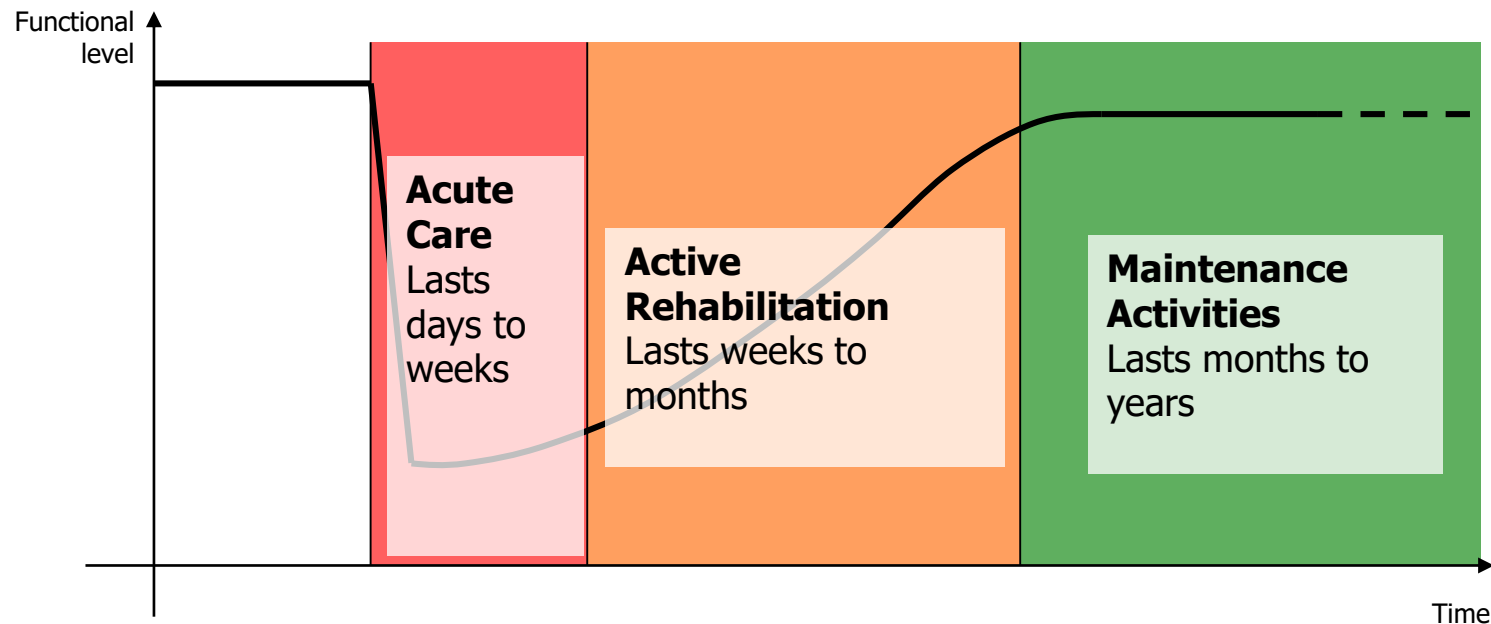 Functional
level
Acute
Care
Lasts
days to
weeks
Active
Rehabilitation
Lasts weeks to
months
Maintenance
Activities
Lasts months to
years
Time